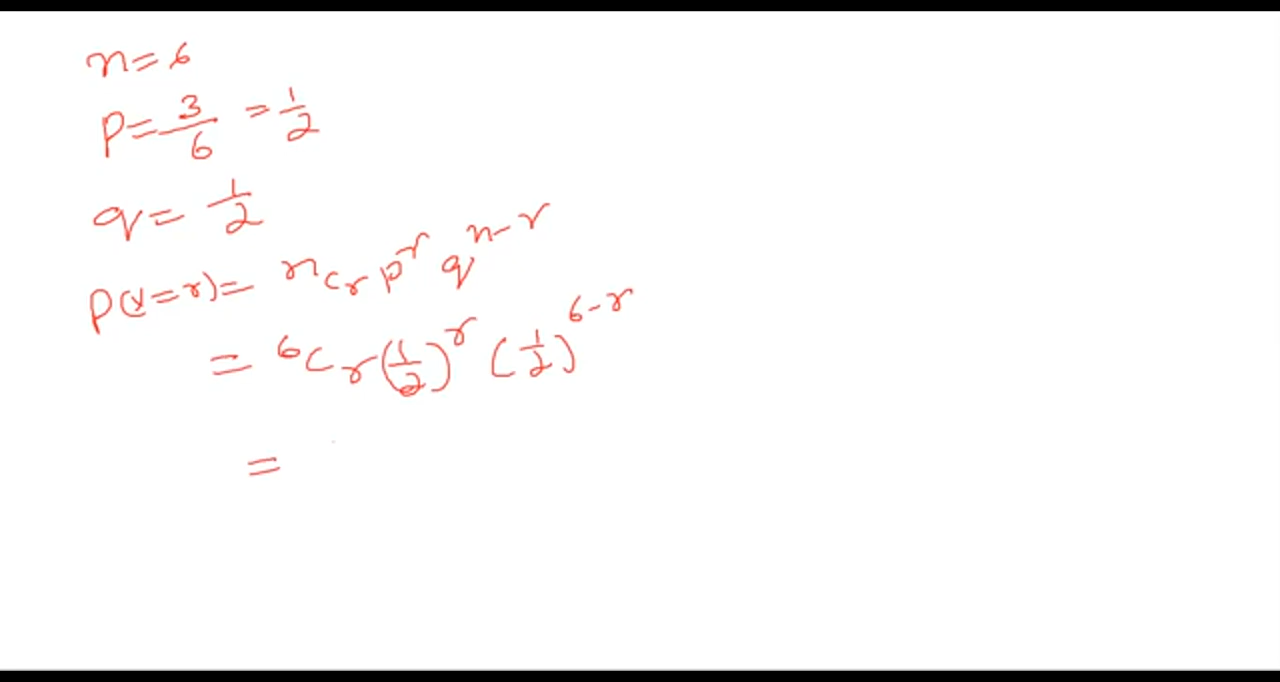 n = 6
P = 3/6 = 1/2
q = 1/2
P(x=r) = nCr p^r q^(n-r)
= 6Cr (1/2)^r (1/2)^(6-r)
=